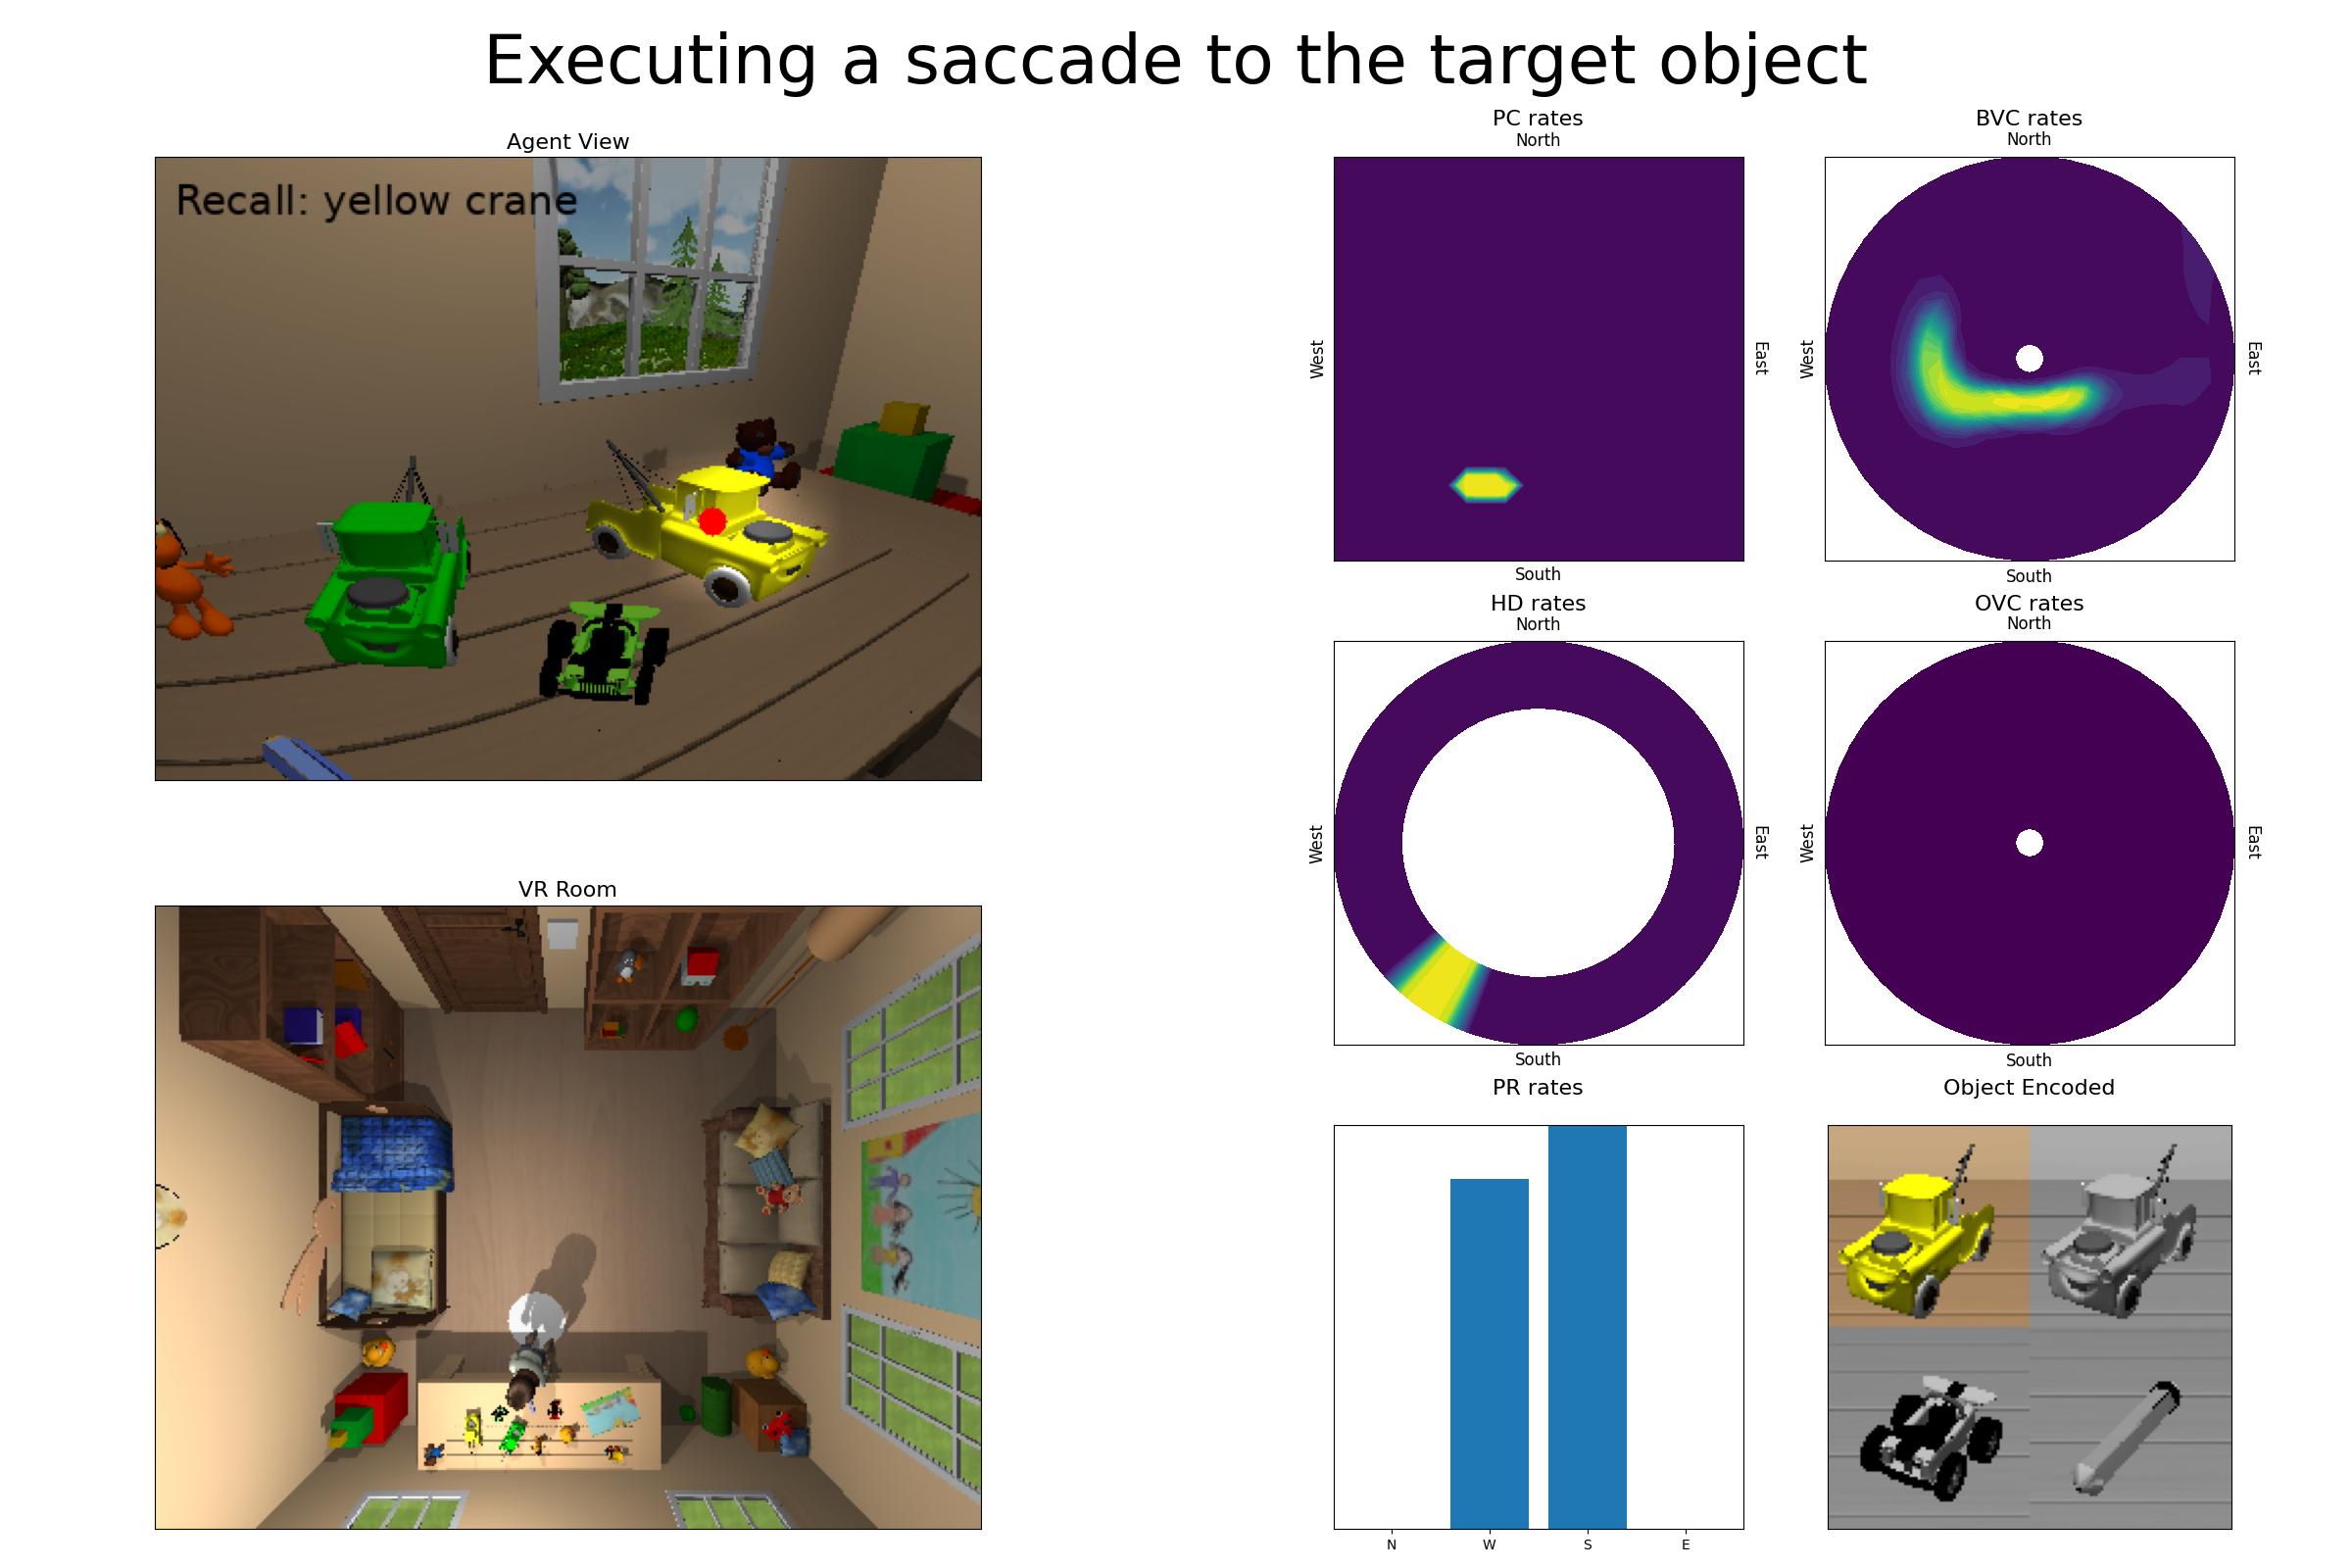 Executing a saccade to the target object
Agent View
Recall: yellow crane
VR Room
PC rates
North
West
East
South
BVC rates
North
West
East
South
HD rates
North
West
East
South
OVC rates
North
West
East
South
PR rates
N W S E
Object Encoded